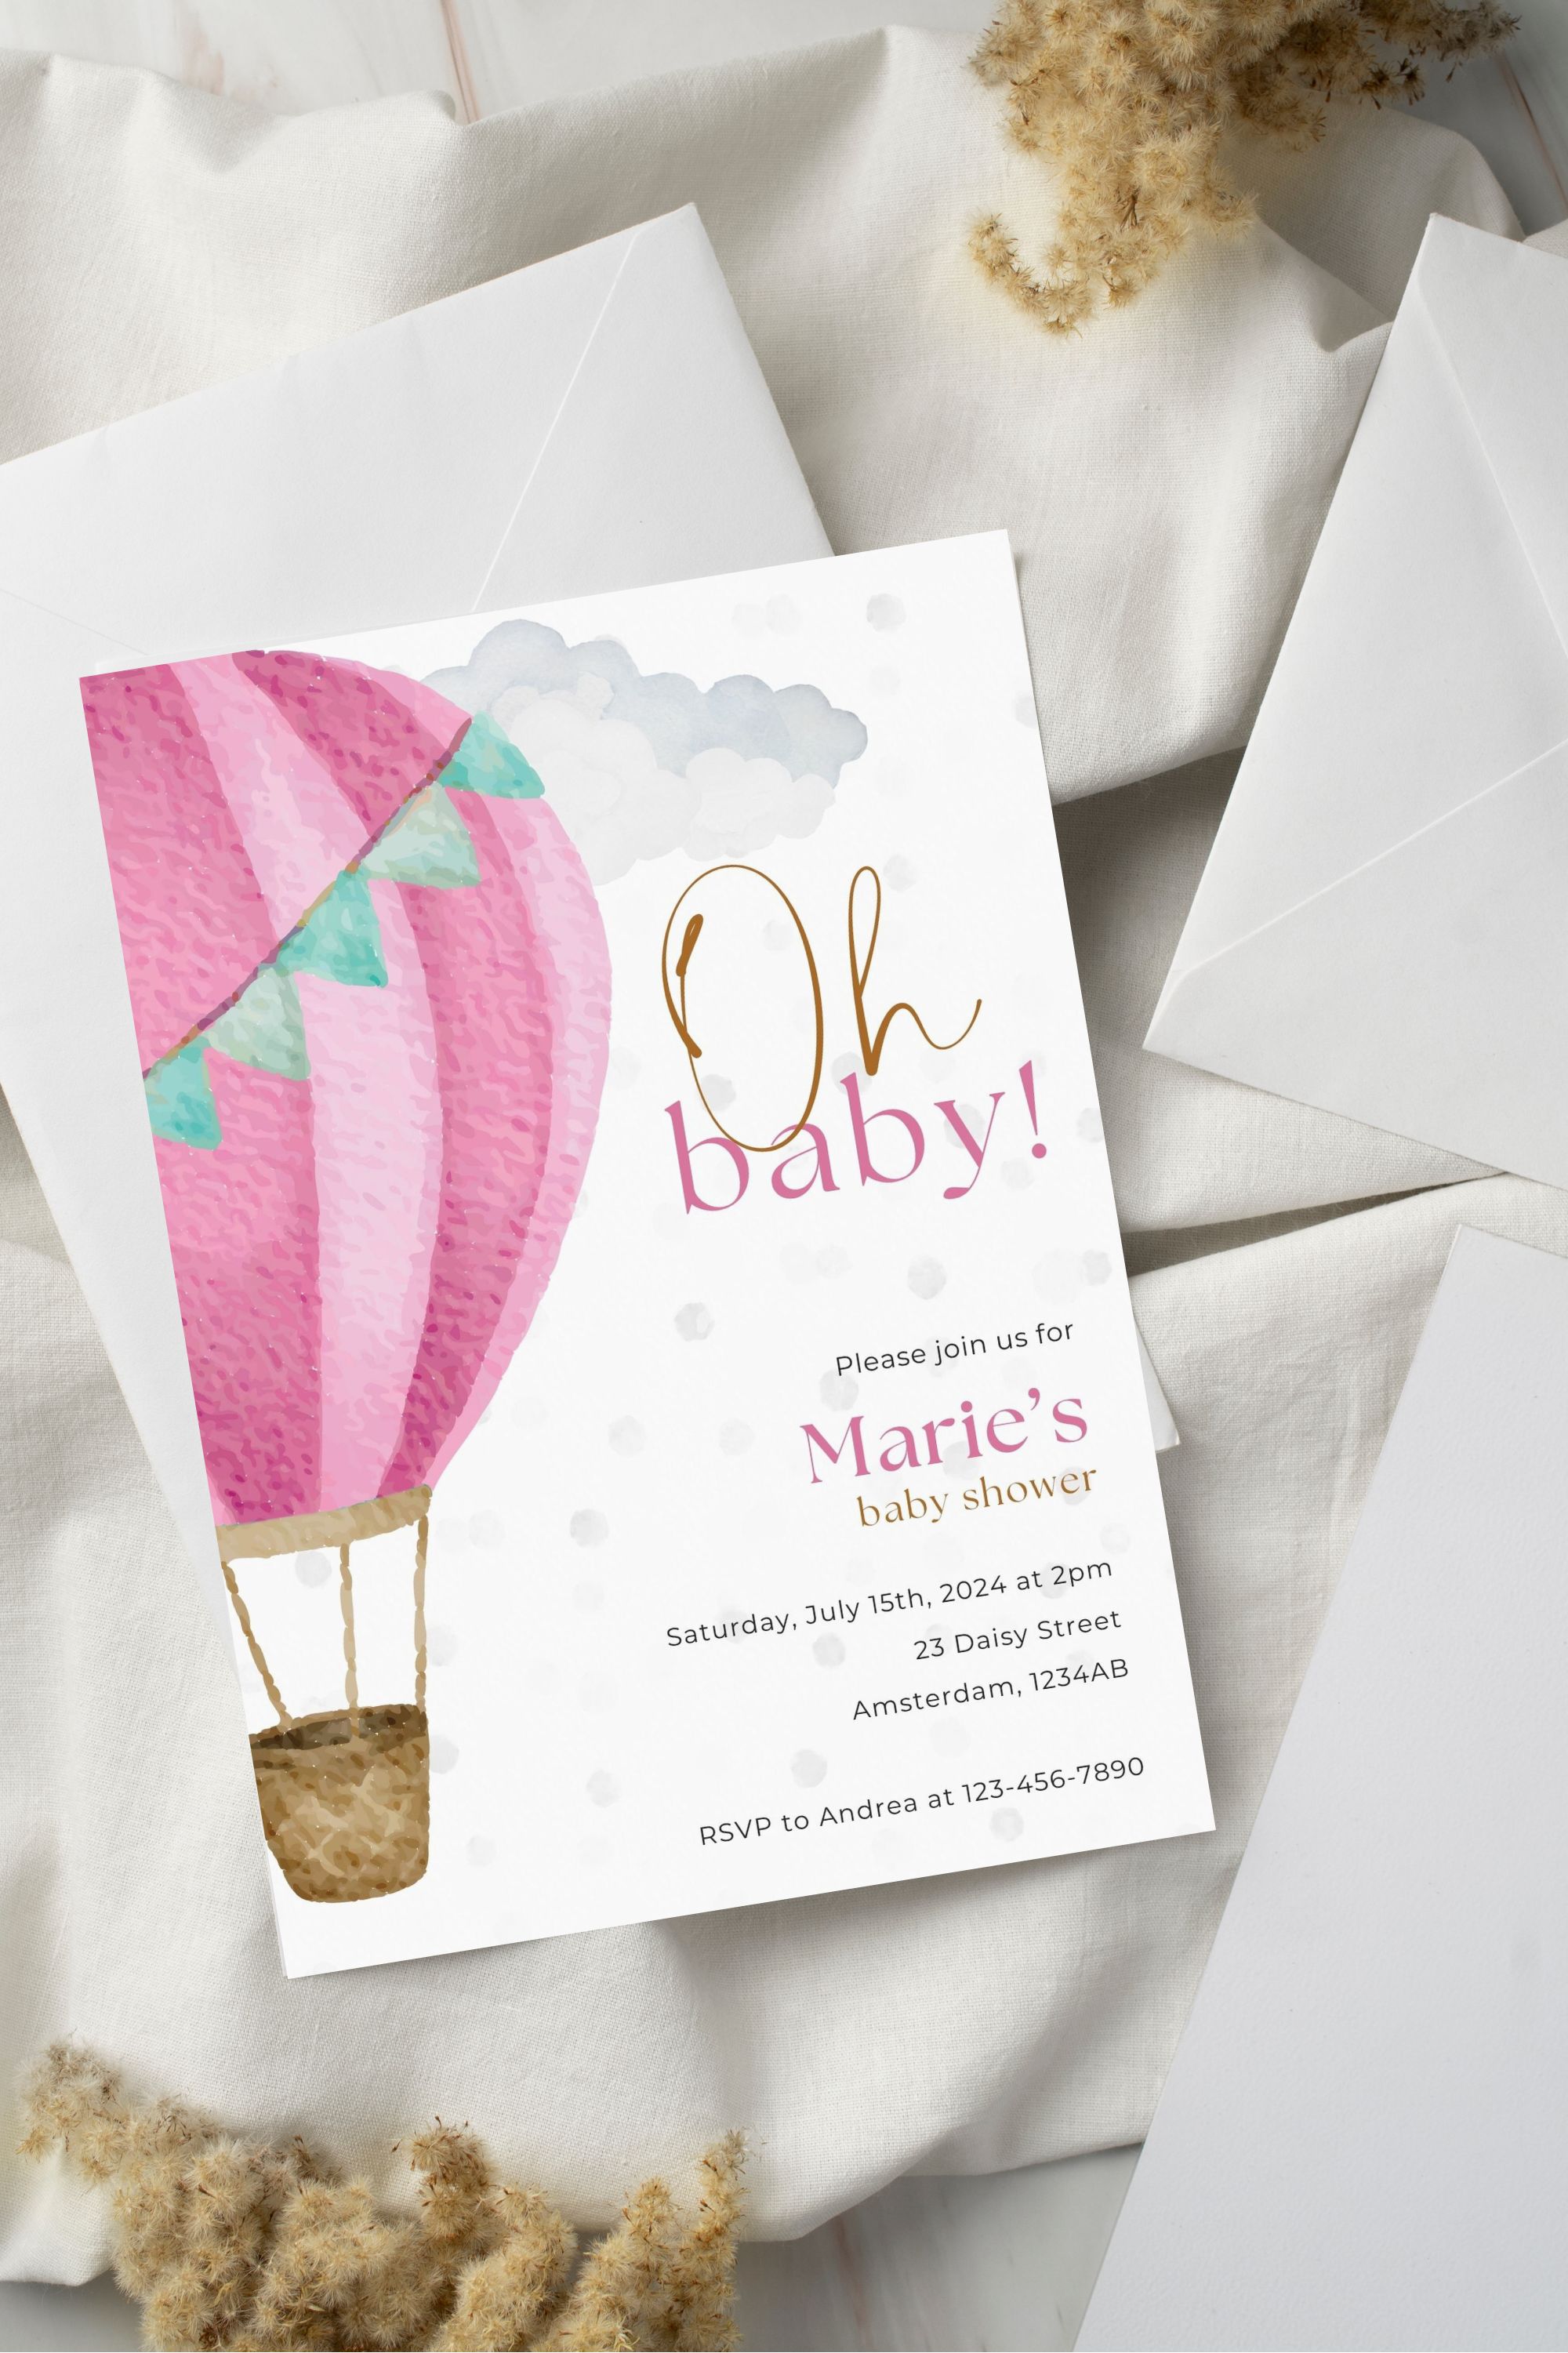 Oh
baby!
Please join us for
Marie's
baby shower
Saturday, July 15th, 2024 at 2pm
23 Daisy Street
Amsterdam, 1234AB
RSVP to Andrea at 123-456-7890